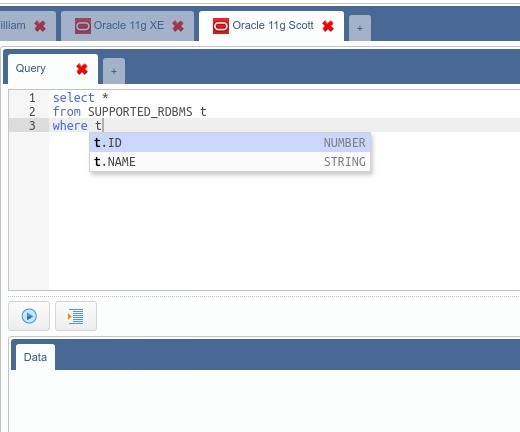 illiam Oracle 11g XE Oracle 11g Scott +
Query +
1 select *
2 from SUPPORTED_RDBMS t
3 where t
t.ID NUMBER
t.NAME STRING
Data